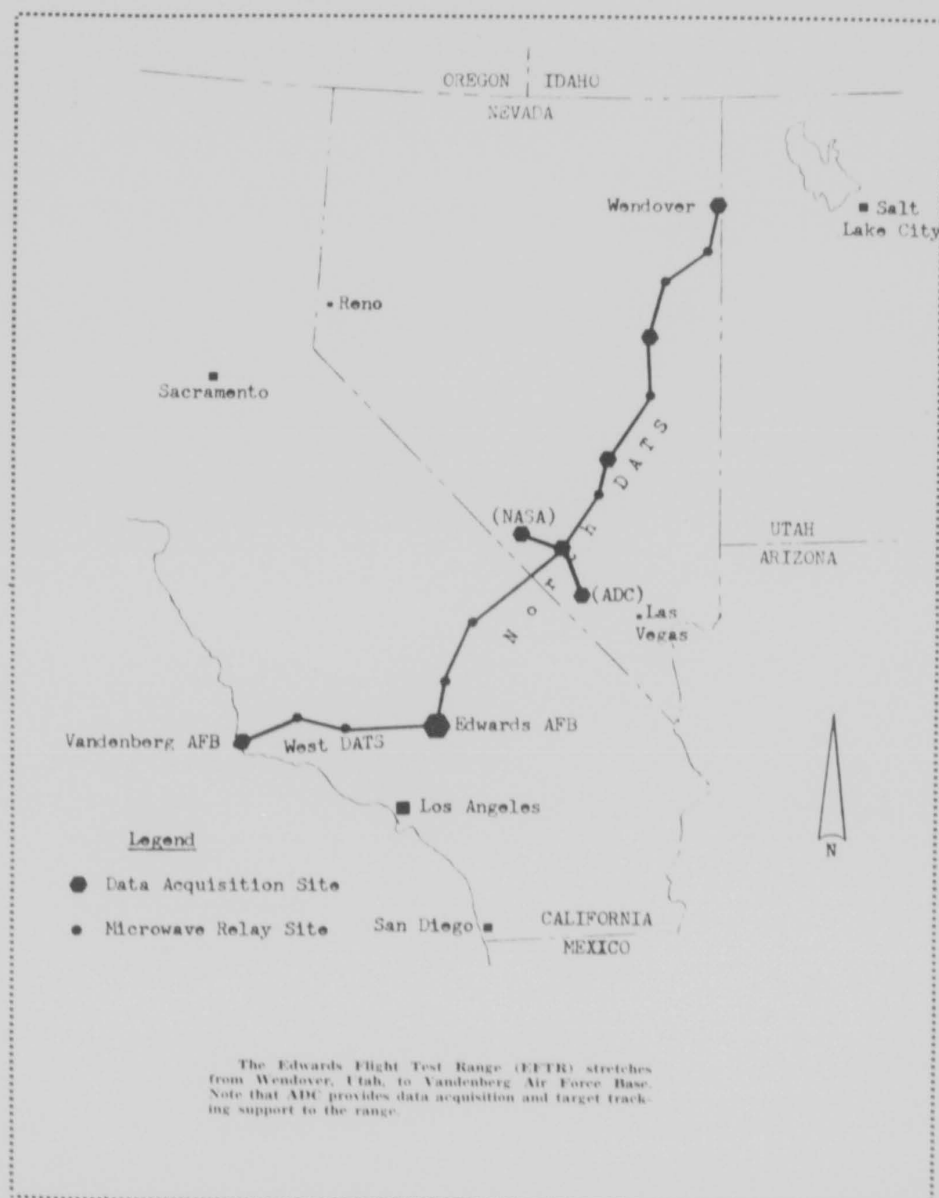 OREGON IDAHO
NEVADA
Wendover
Salt
Lake City
Reno
Sacramento
North DATS
(NASA)
UTAH
ARIZONA
(ADC)
Las
Vegas
Edwards AFB
Vandenberg AFB
West DATS
Los Angeles
Legend
N
Data Acquisition Site
Microwave Relay Site
San Diego
CALIFORNIA
MEXICO
The Edwards Flight Test Range (EFTR) stretches
from Wendover, Utah, to Vandenberg Air Force Base.
Note that ADC provides data acquisition and target track-
ing support to the range.